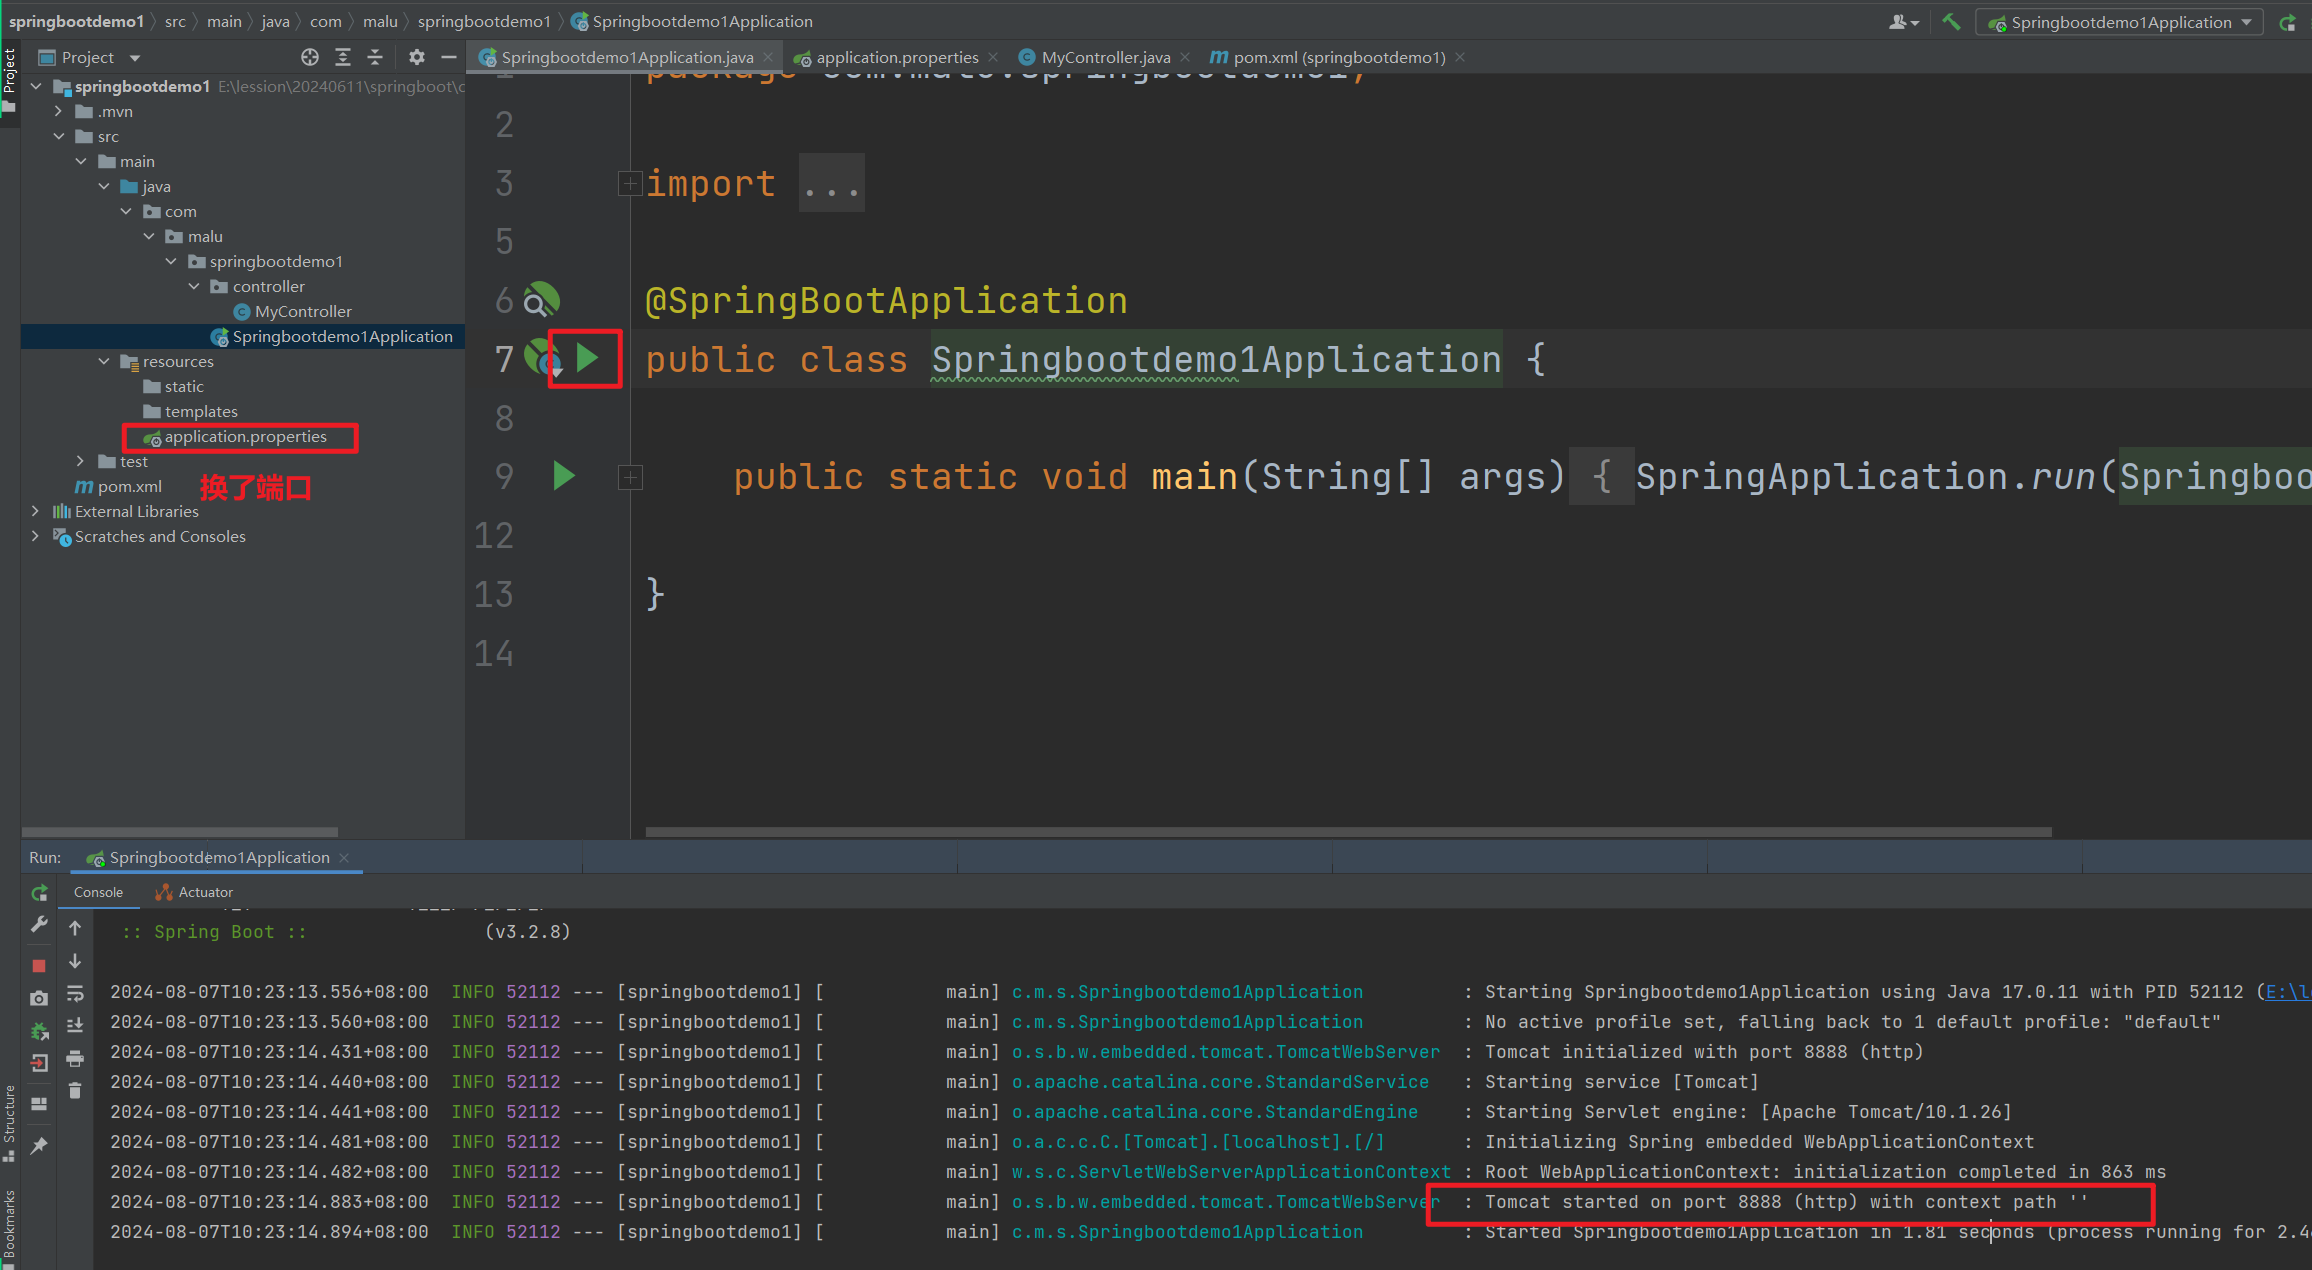 springbootdemo1 src main java com malu springbootdemo1 Springbootdemo1Application
Springbootdemo1Application
Project
Project
Springbootdemo1Application.java
application.properties
MyController.java
pom.xml (springbootdemo1)
springbootdemo1 E:\lession\20240611\springboot\c
.mvn
src
main
java
com
malu
springbootdemo1
controller
MyController
Springbootdemo1Application
resources
static
templates
application.properties
test
pom.xml
换了端口
External Libraries
Scratches and Consoles
1 package com.malu.springbootdemo1;
2
3 import ...
5
6 @SpringBootApplication
7 public class Springbootdemo1Application {
8
9 public static void main(String[] args) { SpringApplication.run(Springboo
12
13 }
14
Run: Springbootdemo1Application
Console Actuator
:: Spring Boot :: (v3.2.8)
2024-08-07T10:23:13.556+08:00 INFO 52112 --- [springbootdemo1] [ main] c.m.s.Springbootdemo1Application : Starting Springbootdemo1Application using Java 17.0.11 with PID 52112 (E:\le
2024-08-07T10:23:13.560+08:00 INFO 52112 --- [springbootdemo1] [ main] c.m.s.Springbootdemo1Application : No active profile set, falling back to 1 default profile: "default"
2024-08-07T10:23:14.431+08:00 INFO 52112 --- [springbootdemo1] [ main] o.s.b.w.embedded.tomcat.TomcatWebServer : Tomcat initialized with port 8888 (http)
2024-08-07T10:23:14.440+08:00 INFO 52112 --- [springbootdemo1] [ main] o.apache.catalina.core.StandardService : Starting service [Tomcat]
2024-08-07T10:23:14.441+08:00 INFO 52112 --- [springbootdemo1] [ main] o.apache.catalina.core.StandardEngine : Starting Servlet engine: [Apache Tomcat/10.1.26]
2024-08-07T10:23:14.481+08:00 INFO 52112 --- [springbootdemo1] [ main] o.a.c.c.C.[Tomcat].[localhost].[/] : Initializing Spring embedded WebApplicationContext
2024-08-07T10:23:14.482+08:00 INFO 52112 --- [springbootdemo1] [ main] w.s.c.ServletWebServerApplicationContext : Root WebApplicationContext: initialization completed in 863 ms
2024-08-07T10:23:14.883+08:00 INFO 52112 --- [springbootdemo1] [ main] o.s.b.w.embedded.tomcat.TomcatWebServer : Tomcat started on port 8888 (http) with context path ''
2024-08-07T10:23:14.894+08:00 INFO 52112 --- [springbootdemo1] [ main] c.m.s.Springbootdemo1Application : Started Springbootdemo1Application in 1.81 seconds (process running for 2.4
Structure
Bookmarks